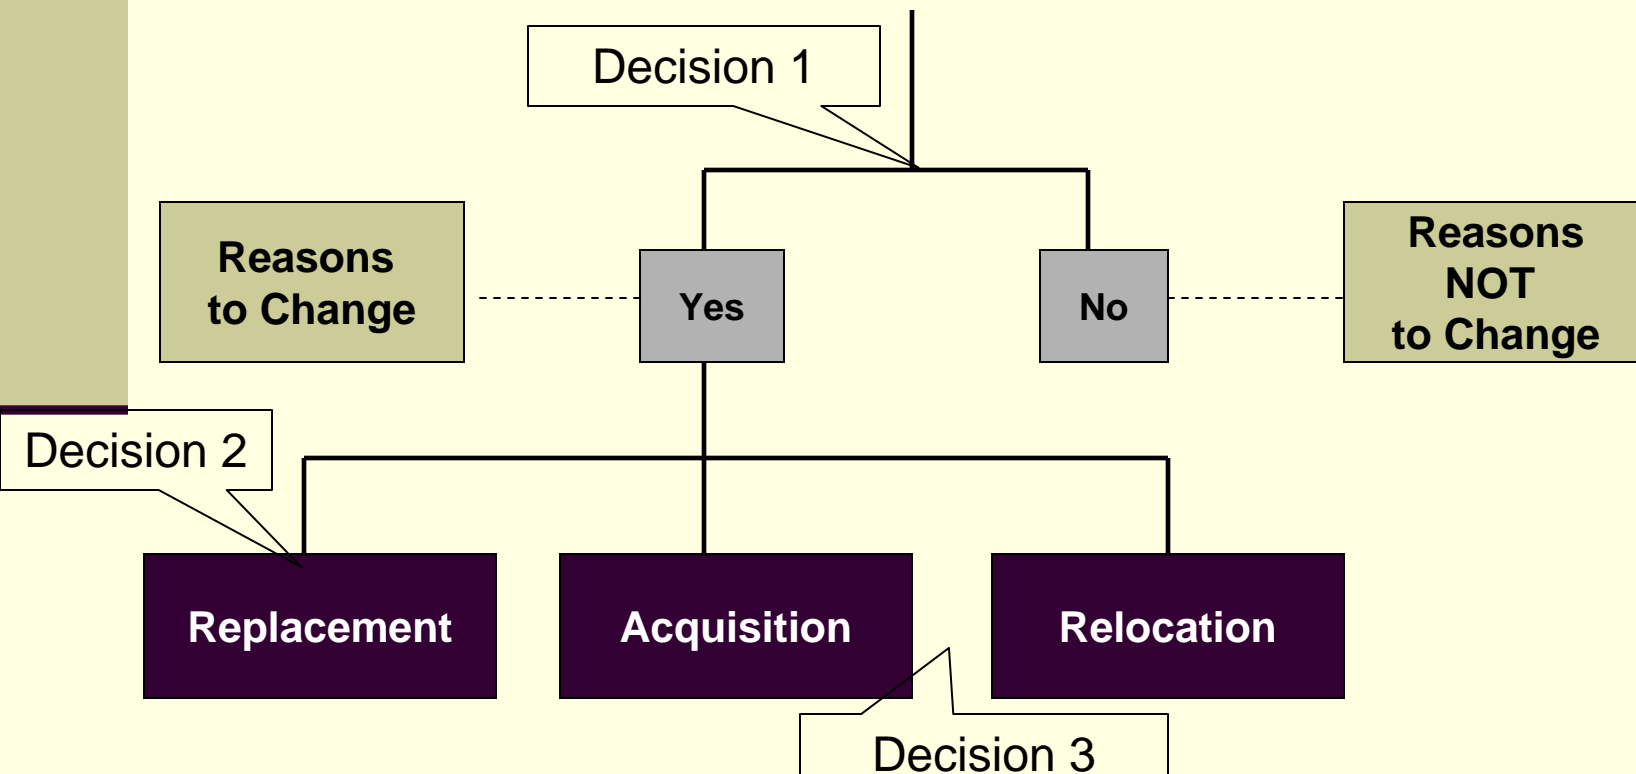 Decision 1
Reasons
to Change
Yes
No
Reasons
NOT
to Change
Decision 2
Replacement
Acquisition
Relocation
Decision 3